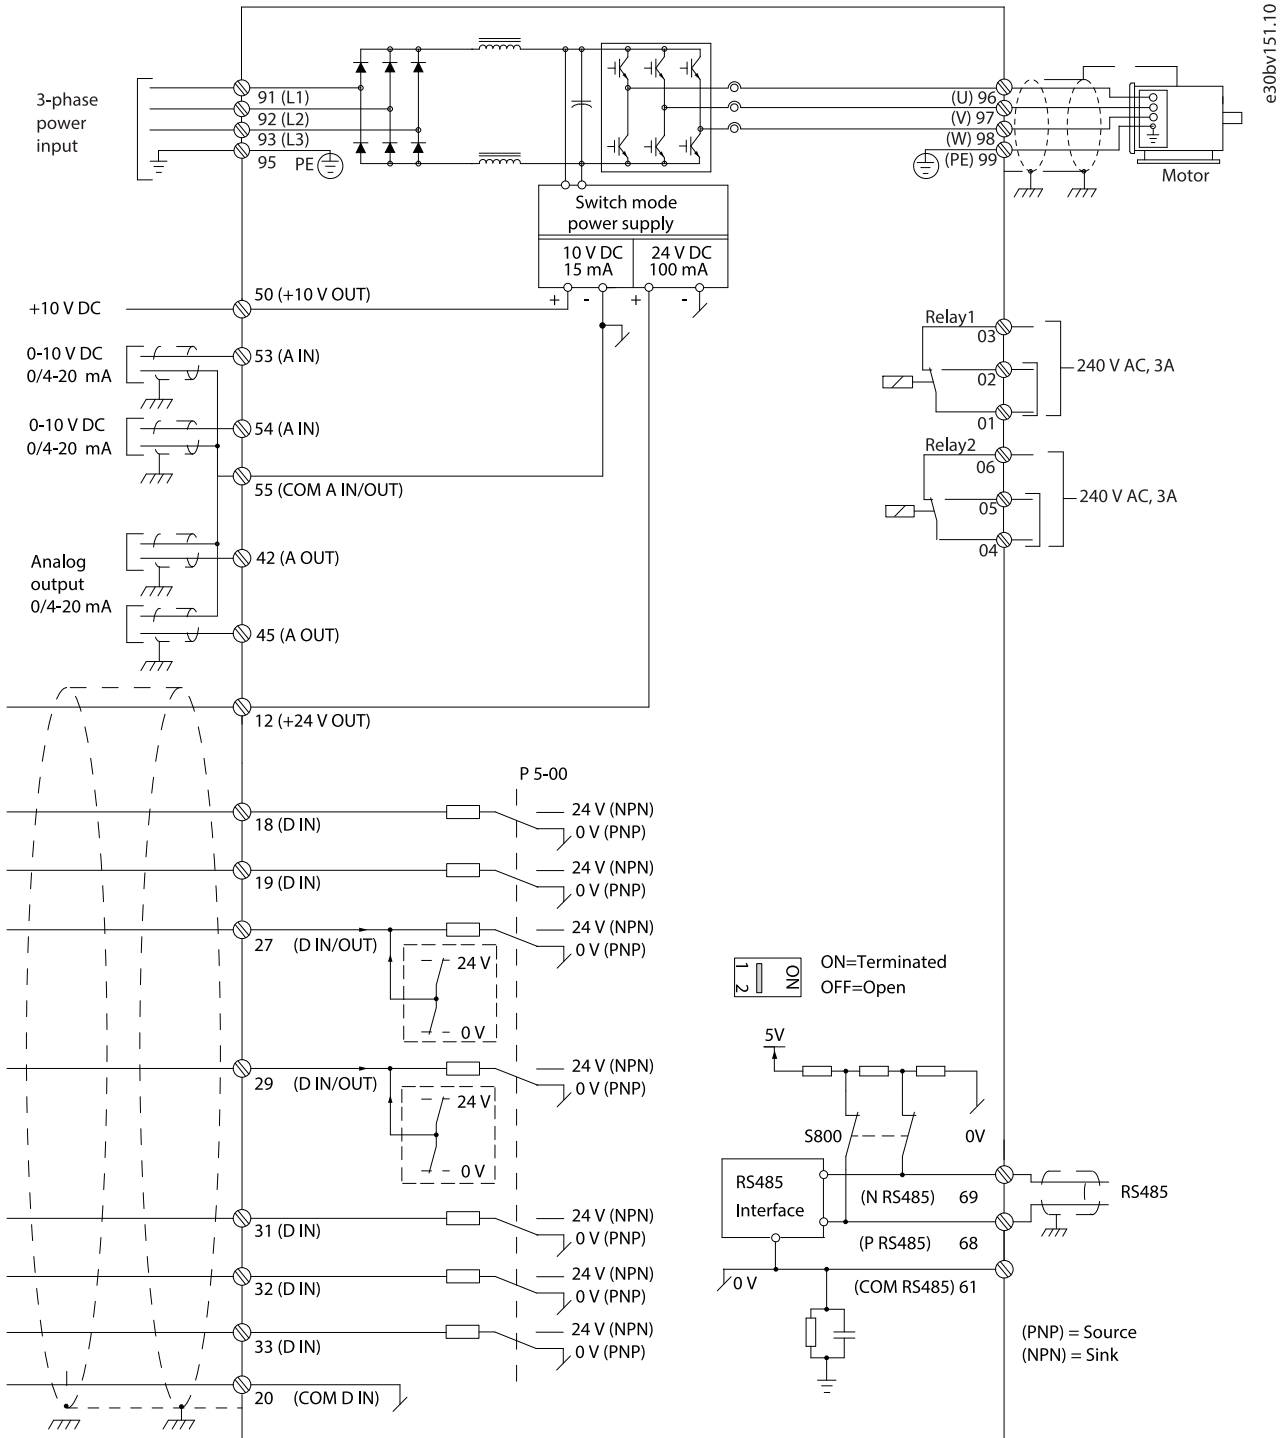 e30bv151.10
3-phase
power
input
91 (L1)
92 (L2)
93 (L3)
95 PE
(U) 96
(V) 97
(W) 98
(PE) 99
Motor
Switch mode
power supply
10 V DC
15 mA
24 V DC
100 mA
+ - + -
+10 V DC
50 (+10 V OUT)
0-10 V DC
0/4-20 mA
53 (A IN)
0-10 V DC
0/4-20 mA
54 (A IN)
55 (COM A IN/OUT)
Analog
output
0/4-20 mA
42 (A OUT)
45 (A OUT)
12 (+24 V OUT)
Relay1
03
02
01
240 V AC, 3A
Relay2
06
05
04
240 V AC, 3A
P 5-00
18 (D IN)
24 V (NPN)
0 V (PNP)
19 (D IN)
24 V (NPN)
0 V (PNP)
27 (D IN/OUT)
24 V (NPN)
0 V (PNP)
24 V
0 V
29 (D IN/OUT)
24 V (NPN)
0 V (PNP)
24 V
0 V
31 (D IN)
24 V (NPN)
0 V (PNP)
32 (D IN)
24 V (NPN)
0 V (PNP)
33 (D IN)
24 V (NPN)
0 V (PNP)
20 (COM D IN)
1 2
ON
ON=Terminated
OFF=Open
5V
S800
0V
RS485
Interface
(N RS485) 69
(P RS485) 68
RS485
0 V
(COM RS485) 61
(PNP) = Source
(NPN) = Sink